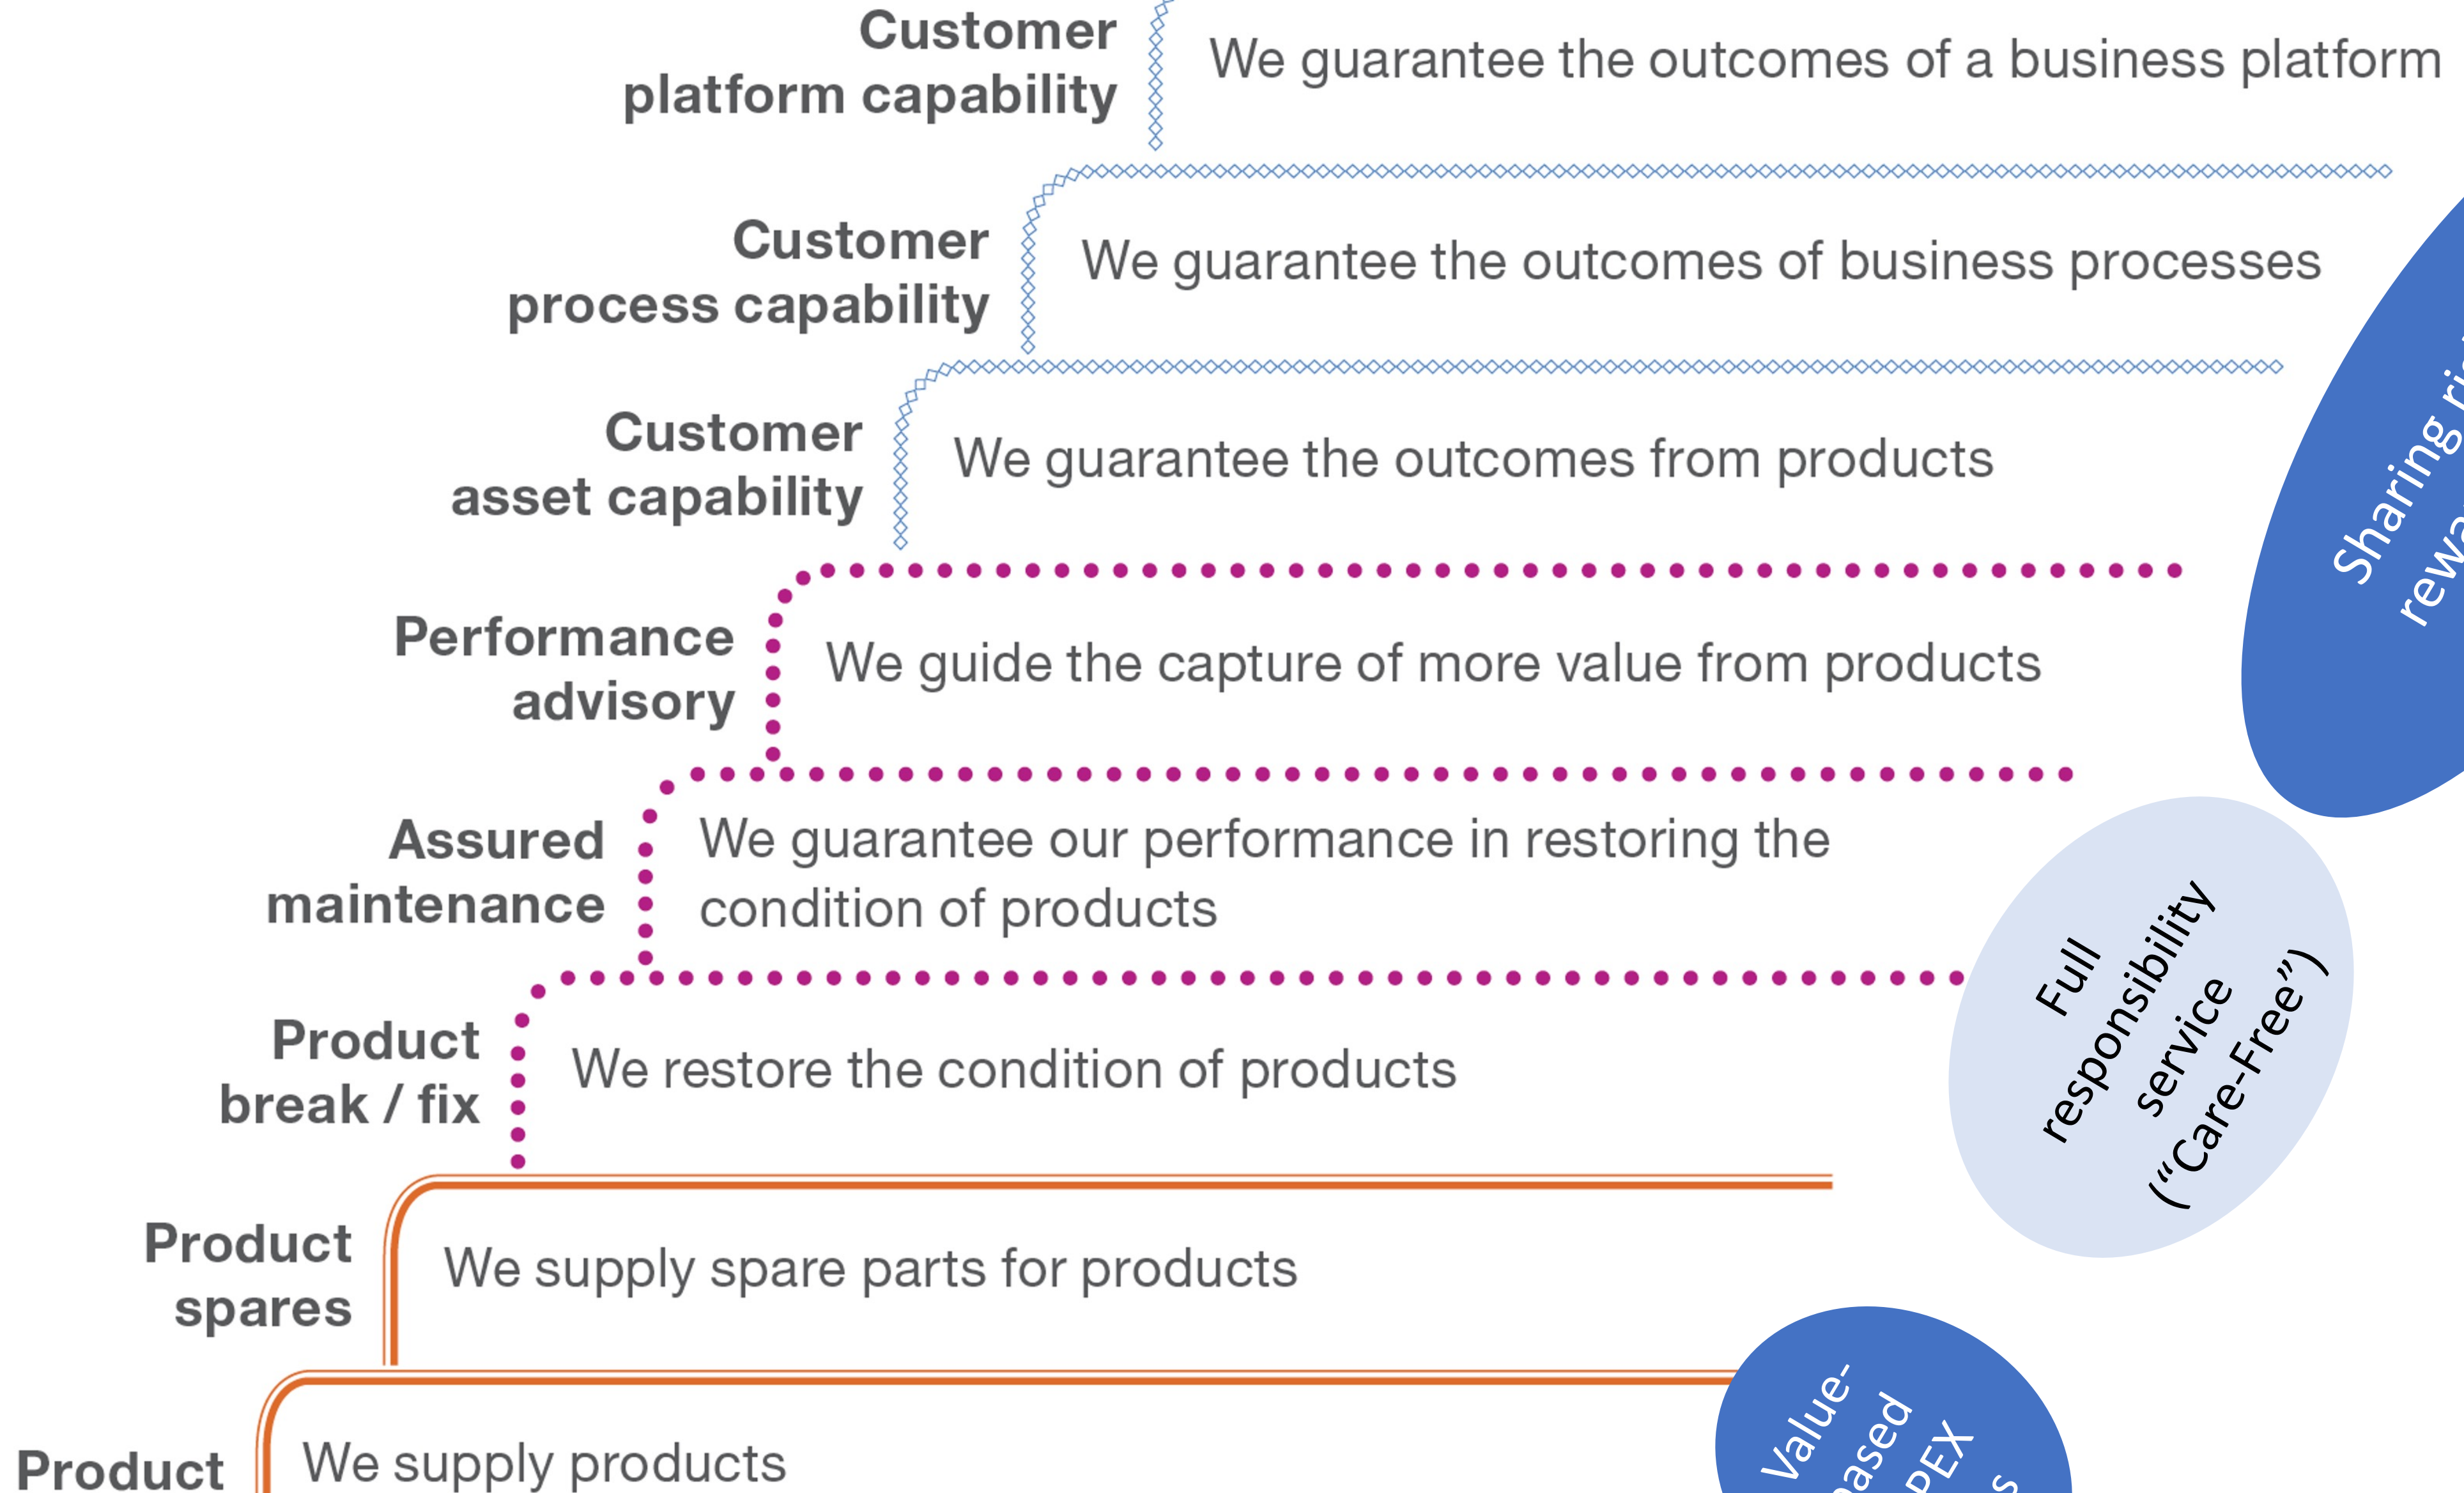 Customer
platform capability
We guarantee the outcomes of a business platform
Customer
process capability
We guarantee the outcomes of business processes
Customer
asset capability
We guarantee the outcomes from products
Sharing
Performance
advisory
We guide the capture of more value from products
Assured
maintenance
We guarantee our performance in restoring the
condition of products
Full
responsibility
service
(“Care-Free”)
Product
break / fix
We restore the condition of products
Product
spares
We supply spare parts for products
Value-
Product
We supply products